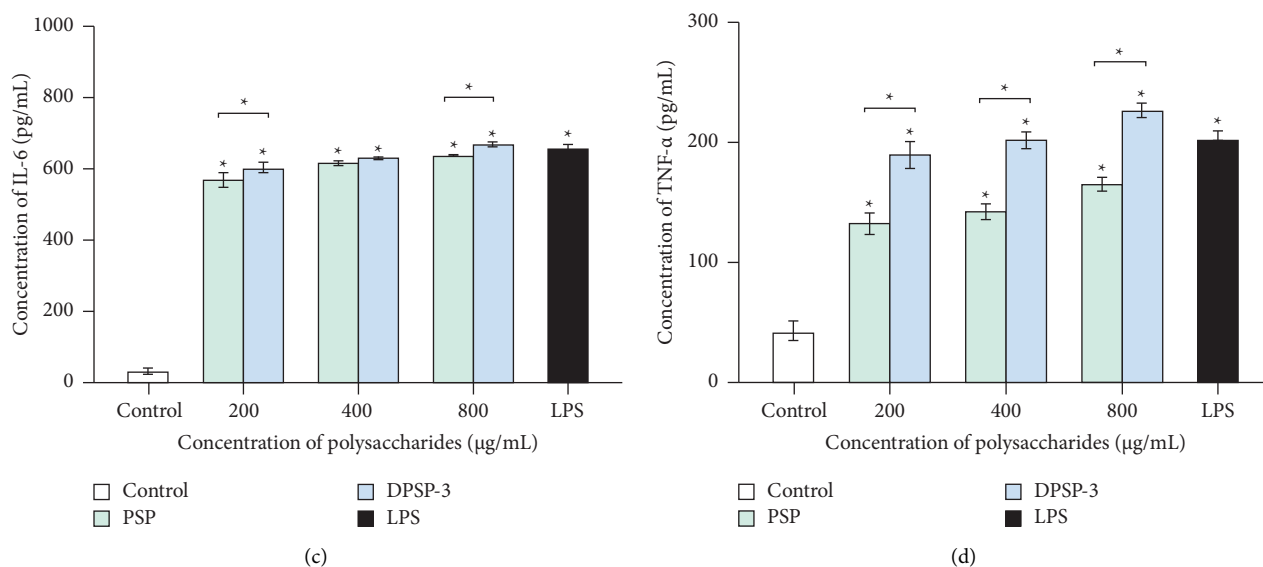 1000
800
600
400
200
0
Concentration of IL-6 (pg/mL)
*
*
*
*
*
*
*
*
*
Control
200
400
800
LPS
Concentration of polysaccharides (µg/mL)
Control
DPSP-3
PSP
LPS
(c)
300
200
100
0
Concentration of TNF-α (pg/mL)
*
*
*
*
*
*
*
*
*
*
Control
200
400
800
LPS
Concentration of polysaccharides (µg/mL)
Control
DPSP-3
PSP
LPS
(d)